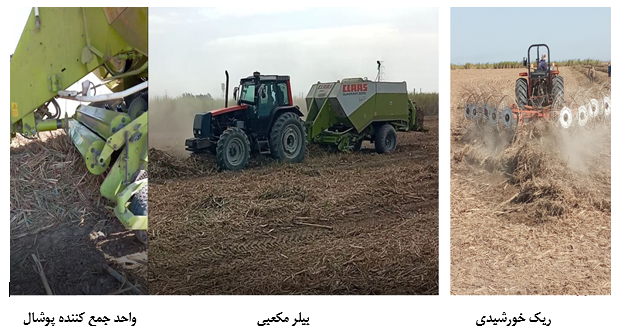 CLAAS
واحد جمع کننده پوشال
بیلر مکعبی
ریک خورشیدی